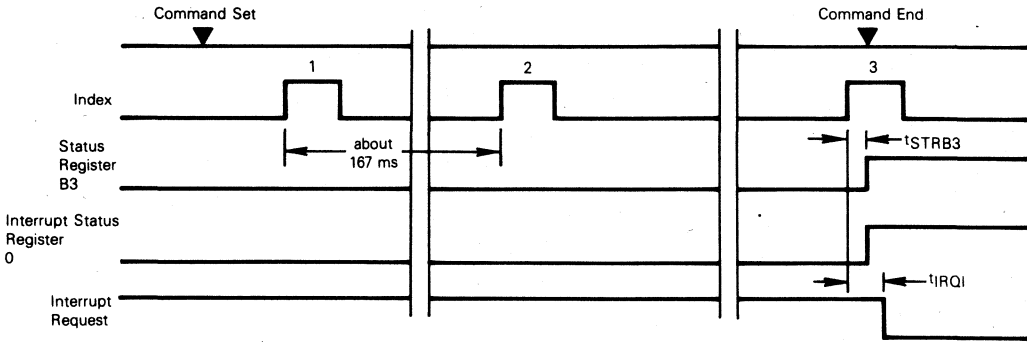 Command Set
Command End
1
2
3
Index
about
167 ms
tSTRB3
Status
Register
B3
Interrupt Status
Register
0
tIRQI
Interrupt
Request